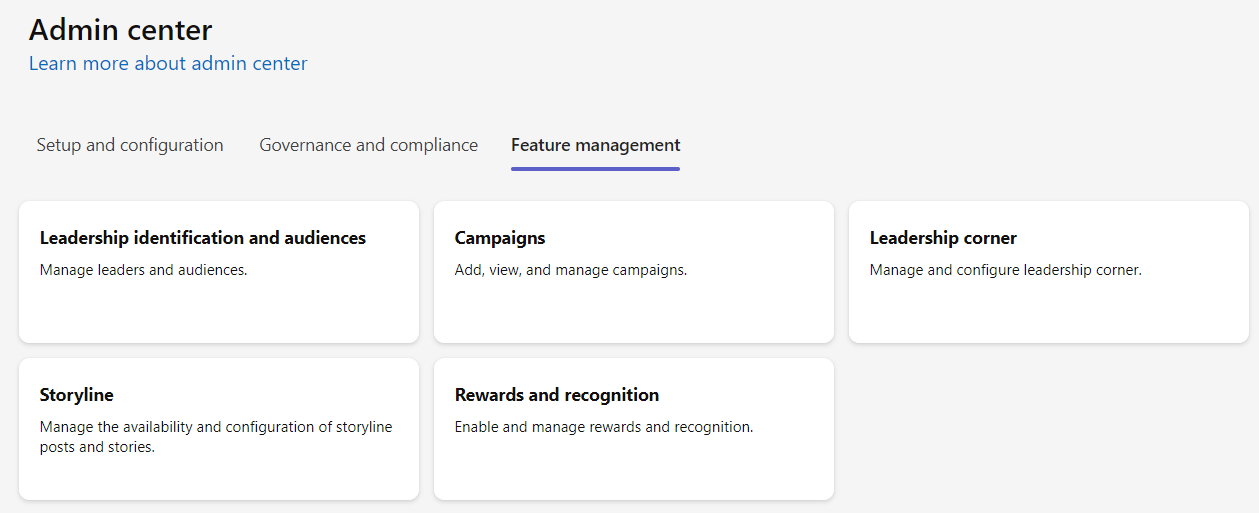 Admin center
Learn more about admin center
Setup and configuration
Governance and compliance
Feature management
Leadership identification and audiences
Manage leaders and audiences.
Campaigns
Add, view, and manage campaigns.
Leadership corner
Manage and configure leadership corner.
Storyline
Manage the availability and configuration of storyline
posts and stories.
Rewards and recognition
Enable and manage rewards and recognition.